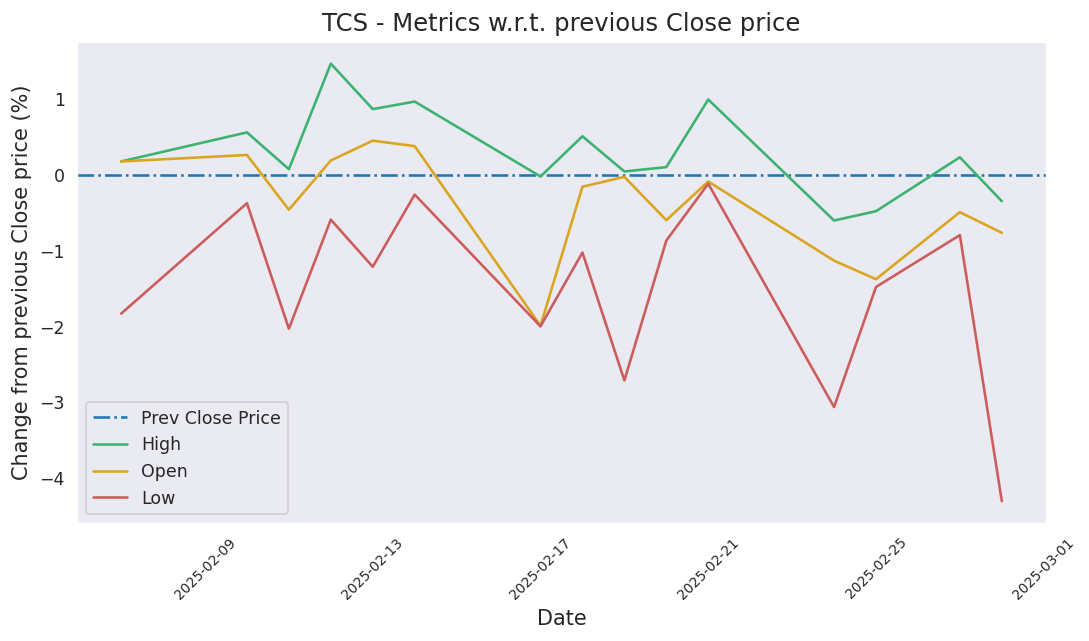 TCS - Metrics w.r.t. previous Close price
Change from previous Close price (%)
1
0
−1
−2
−3
−4
Prev Close Price
High
Open
Low
2025-02-09
2025-02-13
2025-02-17
2025-02-21
2025-02-25
2025-03-01
Date